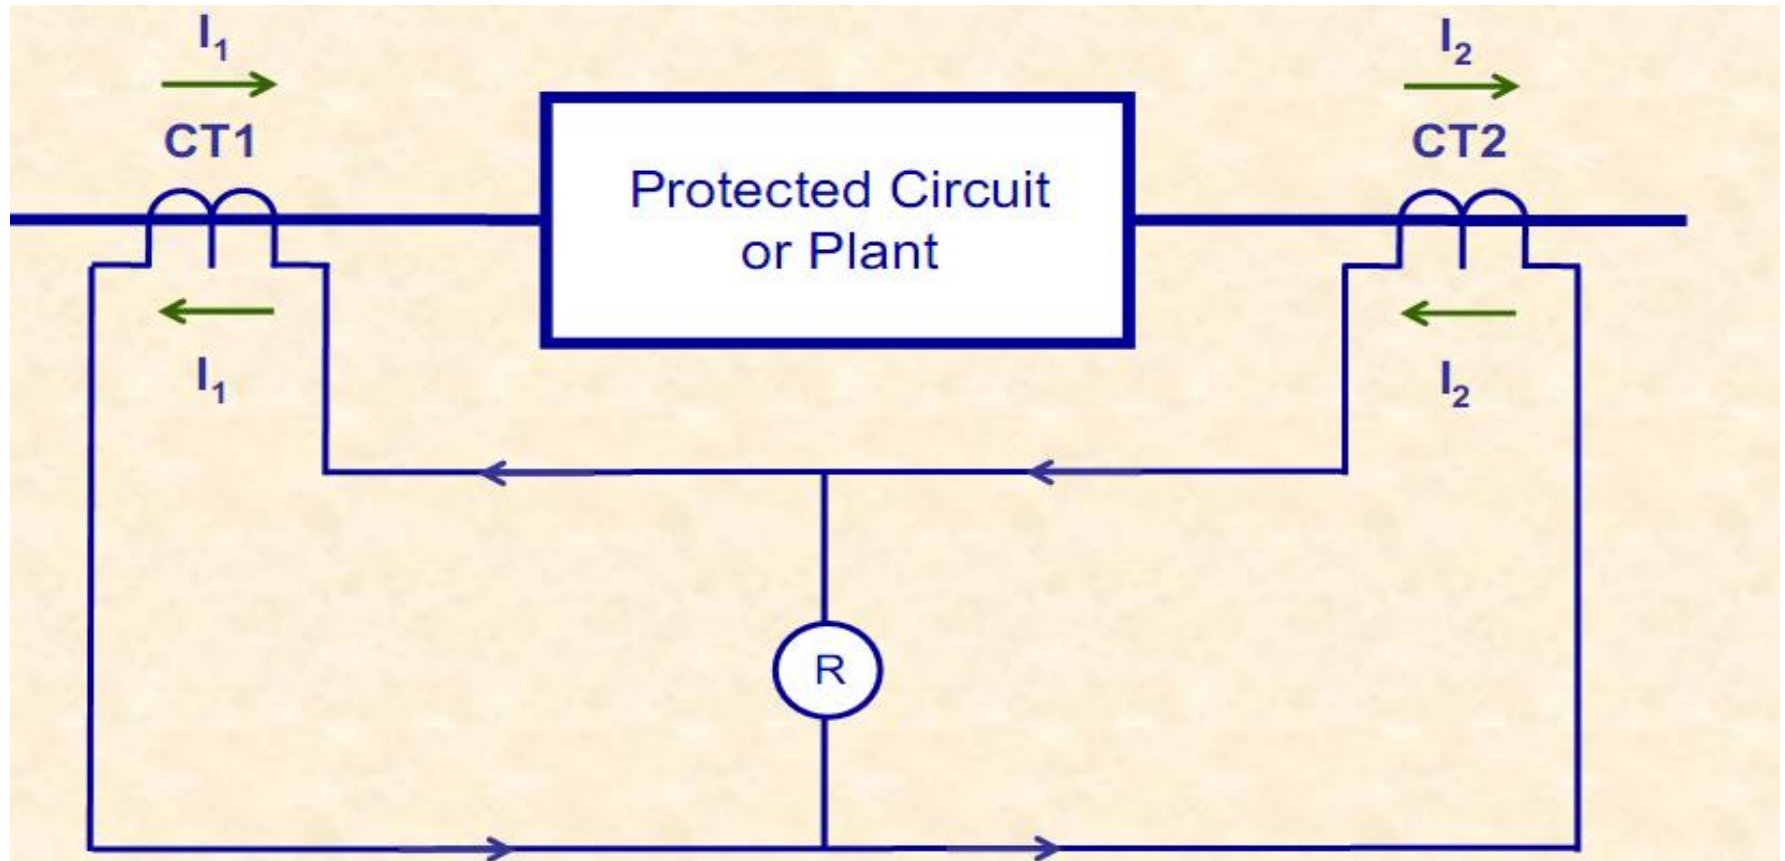 I₁
I₂
CT1
CT2
Protected Circuit
or Plant
I₁
I₂
R